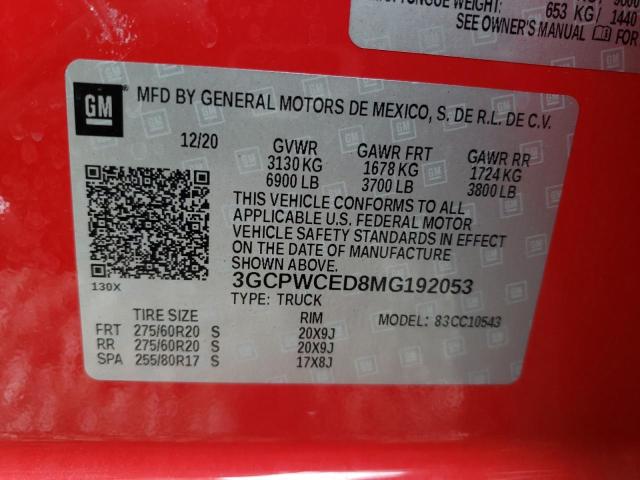 WEIGHT:
653 KG/ 1440
SEE OWNER'S MANUAL FOR
GM
MFD BY GENERAL MOTORS DE MEXICO, S. DE R.L. DE C.V.
12/20 GVWR GAWR FRT GAWR RR
3130 KG 1678 KG 1724 KG
6900 LB 3700 LB 3800 LB
THIS VEHICLE CONFORMS TO ALL
APPLICABLE U.S. FEDERAL MOTOR
VEHICLE SAFETY STANDARDS IN EFFECT
ON THE DATE OF MANUFACTURE
SHOWN ABOVE.
130X
3GCPWCED8MG192053
TYPE: TRUCK
TIRE SIZE RIM MODEL: 83CC10543
FRT 275/60R20 S 20X9J
RR 275/60R20 S 20X9J
SPA 255/80R17 S 17X8J